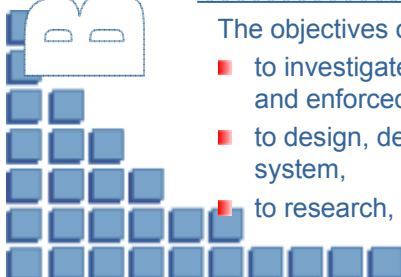 B
The objectives o
to investigate
and enforced
to design, de
system,
to research,